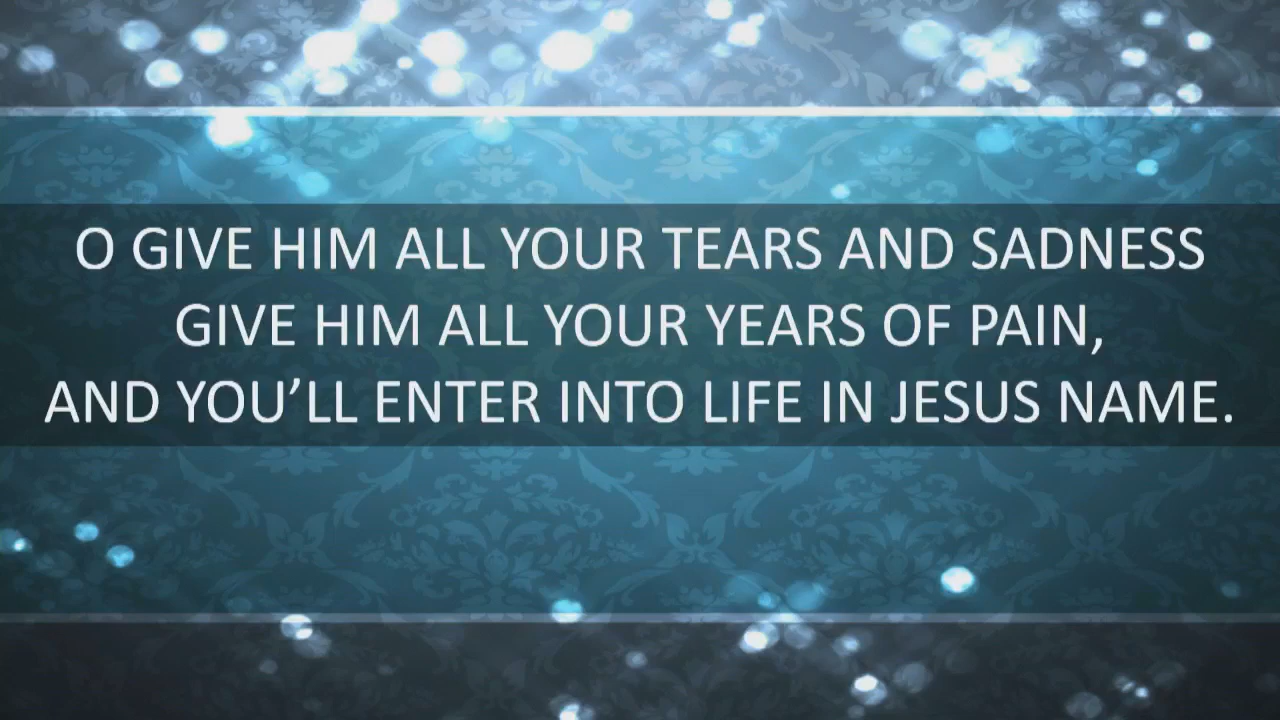 O GIVE HIM ALL YOUR TEARS AND SADNESS
GIVE HIM ALL YOUR YEARS OF PAIN,
AND YOU’LL ENTER INTO LIFE IN JESUS NAME.